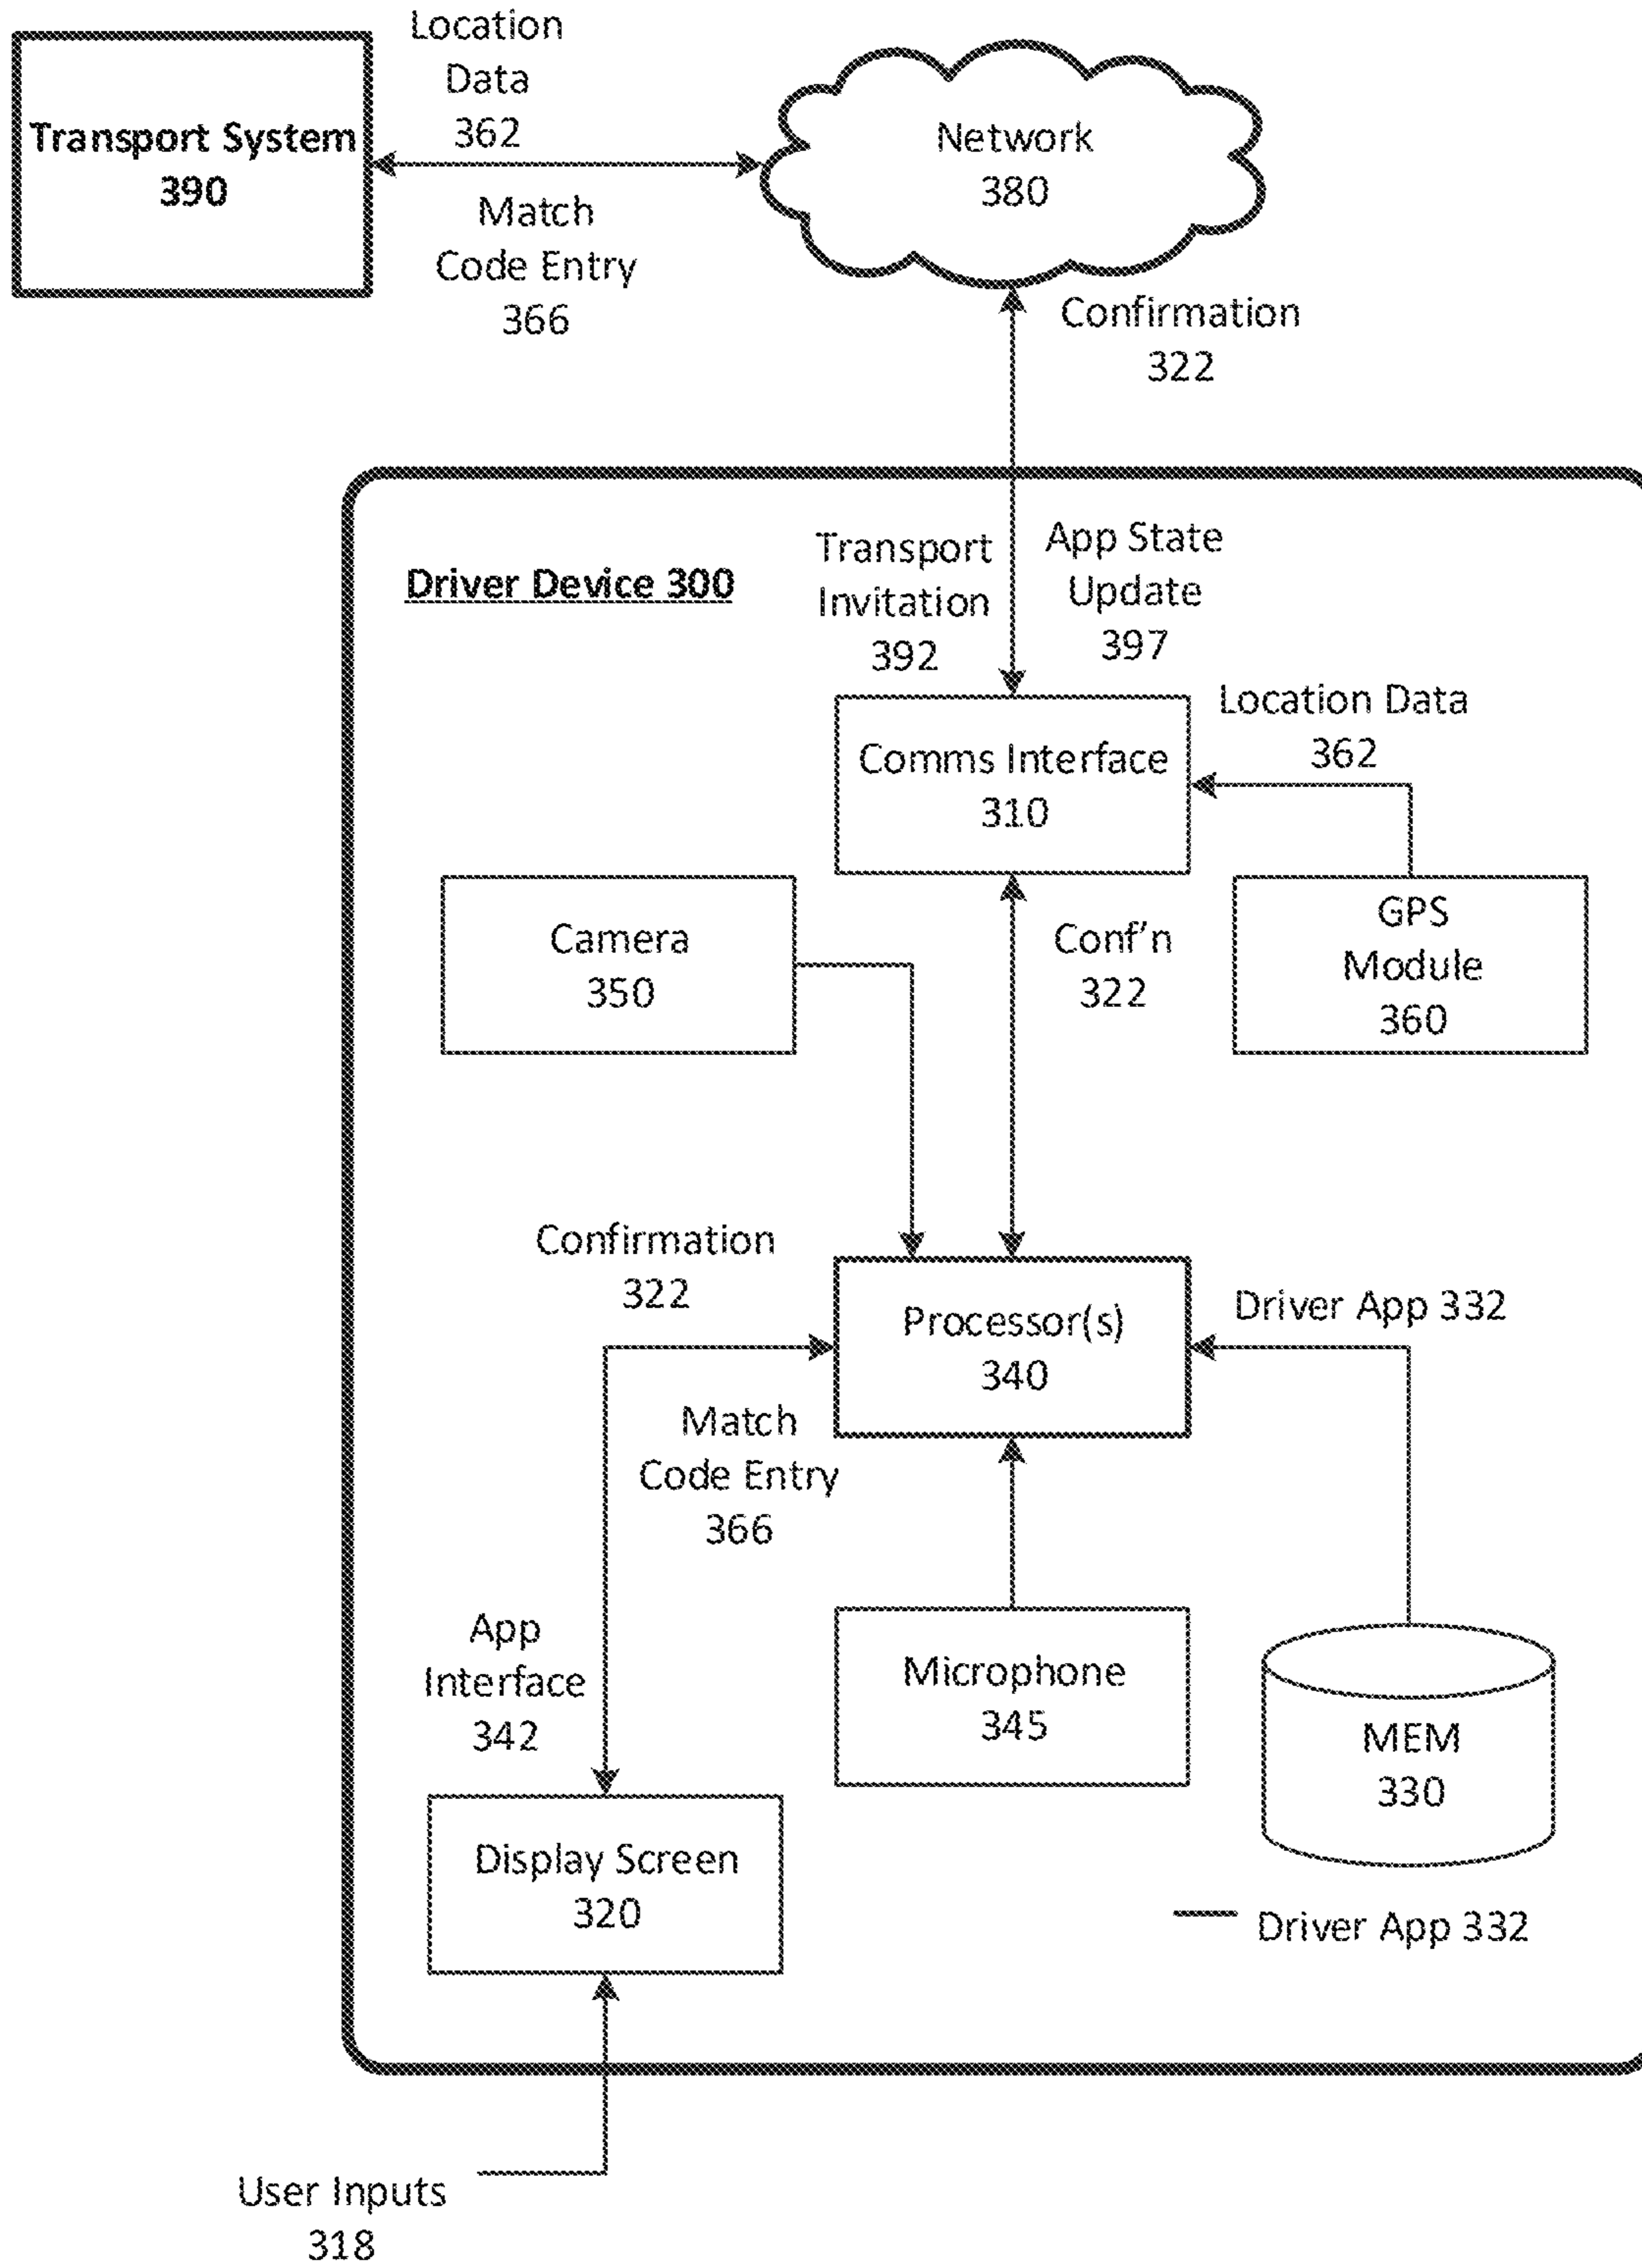 Location
Data
362
Transport System
390
Match
Code Entry
366
Network
380
Confirmation
322
Driver Device 300
Transport
Invitation
392
App State
Update
397
Location Data
362
Comms Interface
310
Camera
350
Conf'n
322
GPS
Module
360
Confirmation
322
Processor(s)
340
Driver App 332
Match
Code Entry
366
App
Interface
342
Microphone
345
MEM
330
Display Screen
320
Driver App 332
User Inputs
318